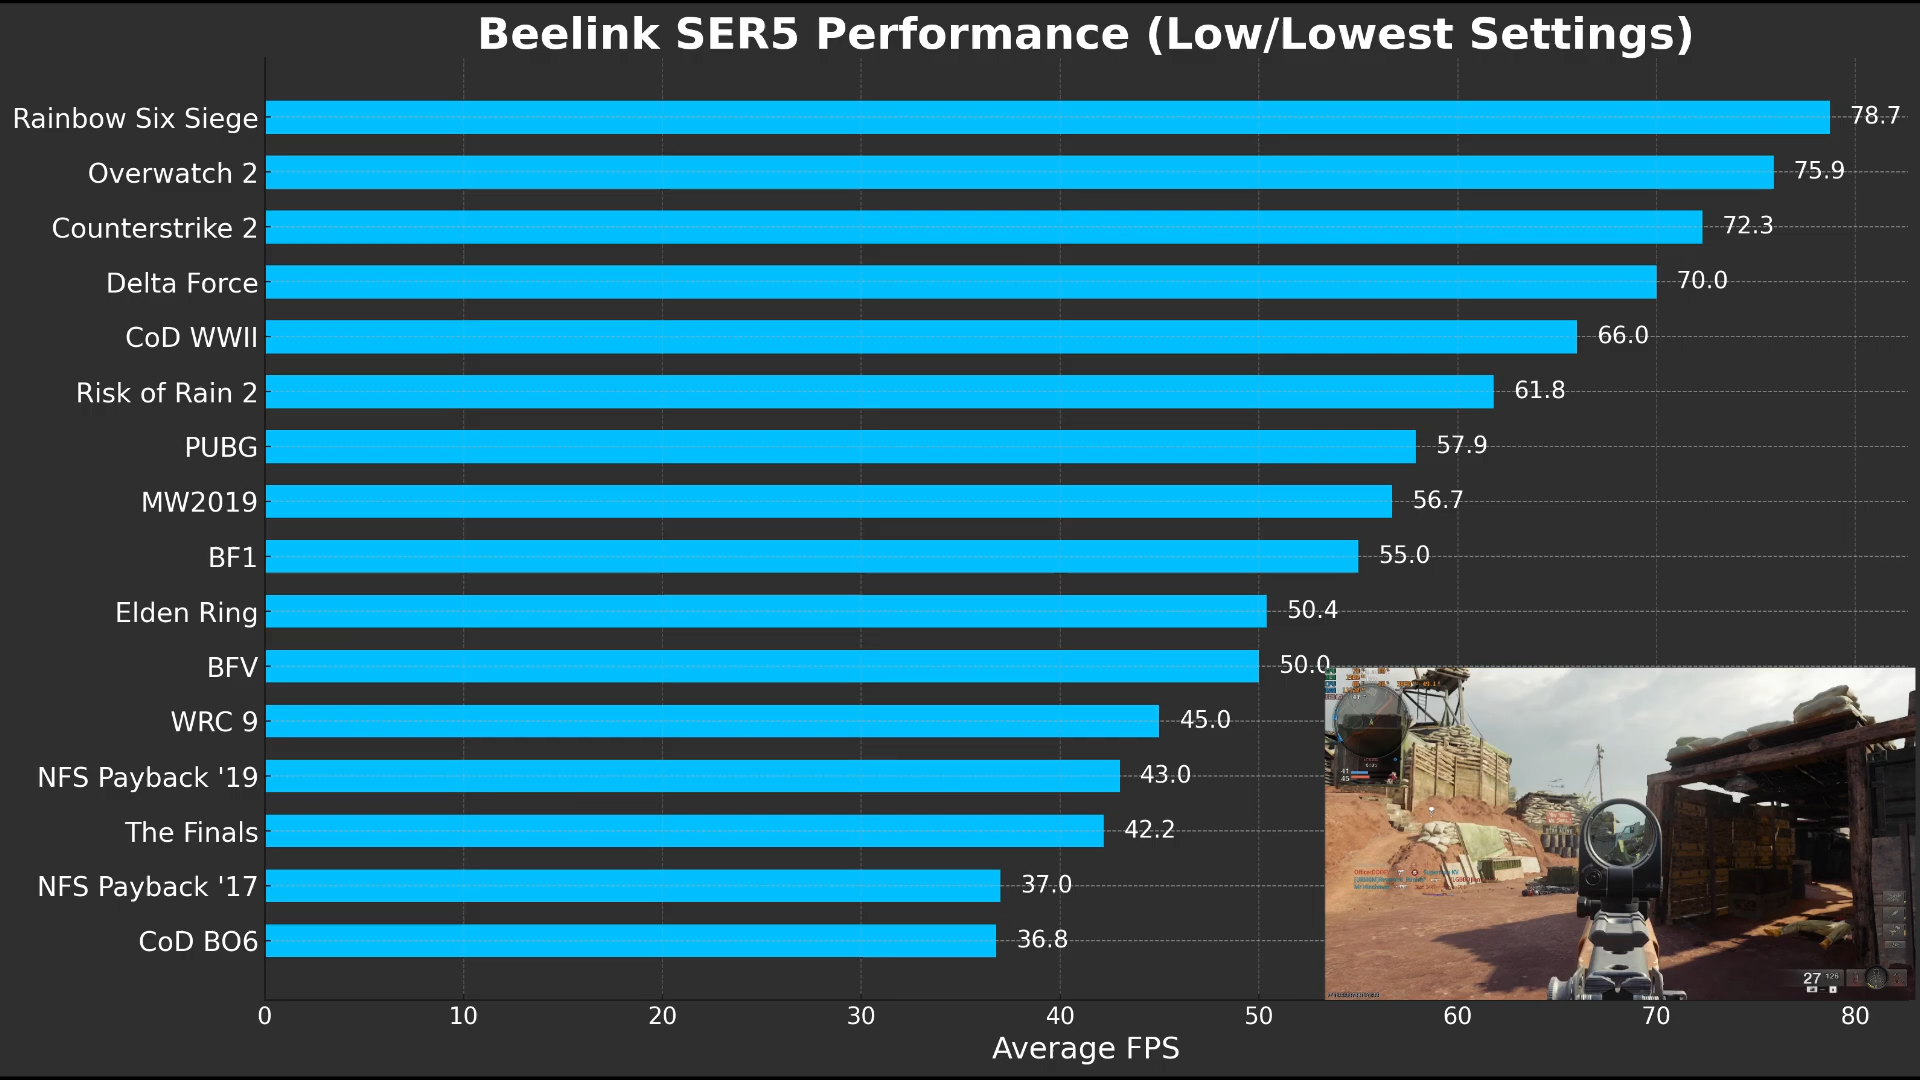 Beelink SER5 Performance (Low/Lowest Settings)
Rainbow Six Siege 78.7
Overwatch 2 75.9
Counterstrike 2 72.3
Delta Force 70.0
CoD WWII 66.0
Risk of Rain 2 61.8
PUBG 57.9
MW2019 56.7
BF1 55.0
Elden Ring 50.4
BFV 50.0
WRC 9 45.0
NFS Payback '19 43.0
The Finals 42.2
NFS Payback '17 37.0
CoD BO6 36.8
27 126
0 10 20 30 40 50 60 70 80
Average FPS